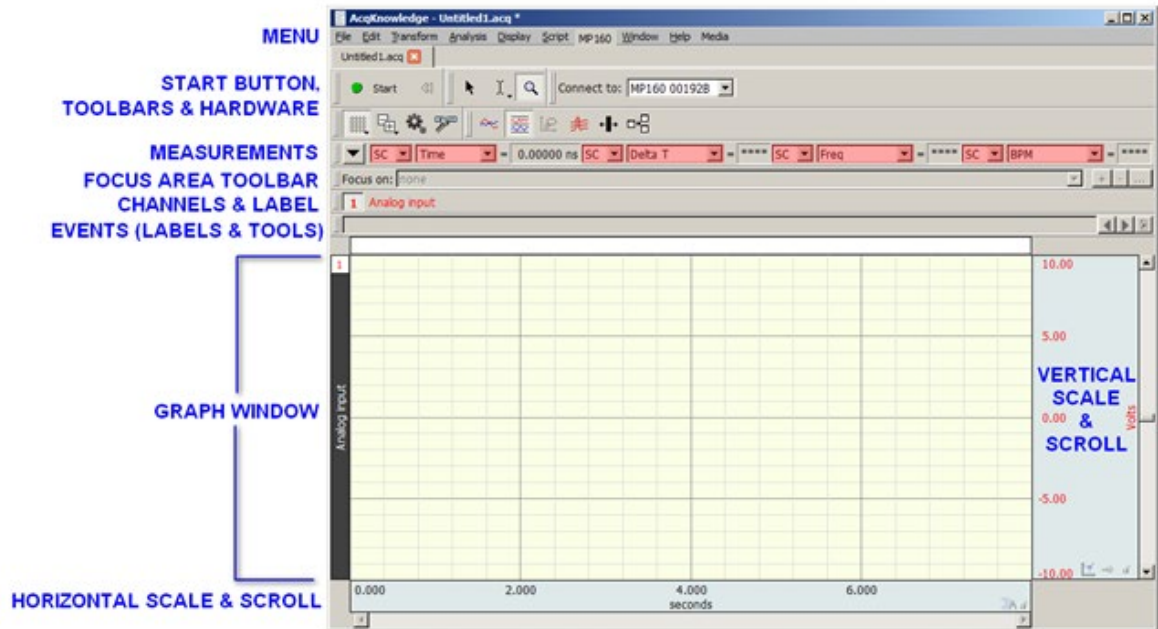 AcqKnowledge - Untitled1.acq *
MENU
File Edit Transform Analysis Display Script MP160 Window Help Media
Untitled1.acq
START BUTTON,
TOOLBARS & HARDWARE
Start Connect to: MP160 00192B
MEASUREMENTS
SC Time = 0.00000 ns SC Delta T = **** SC Freq = **** SC BPM = ****
FOCUS AREA TOOLBAR
Focus on: none + - ...
CHANNELS & LABEL
1 Analog input
EVENTS (LABELS & TOOLS)
1
10.00
5.00
GRAPH WINDOW
Analog input
VERTICAL
SCALE
0.00 & Volts
SCROLL
-5.00
-10.00
HORIZONTAL SCALE & SCROLL
0.000 2.000 4.000 6.000
seconds